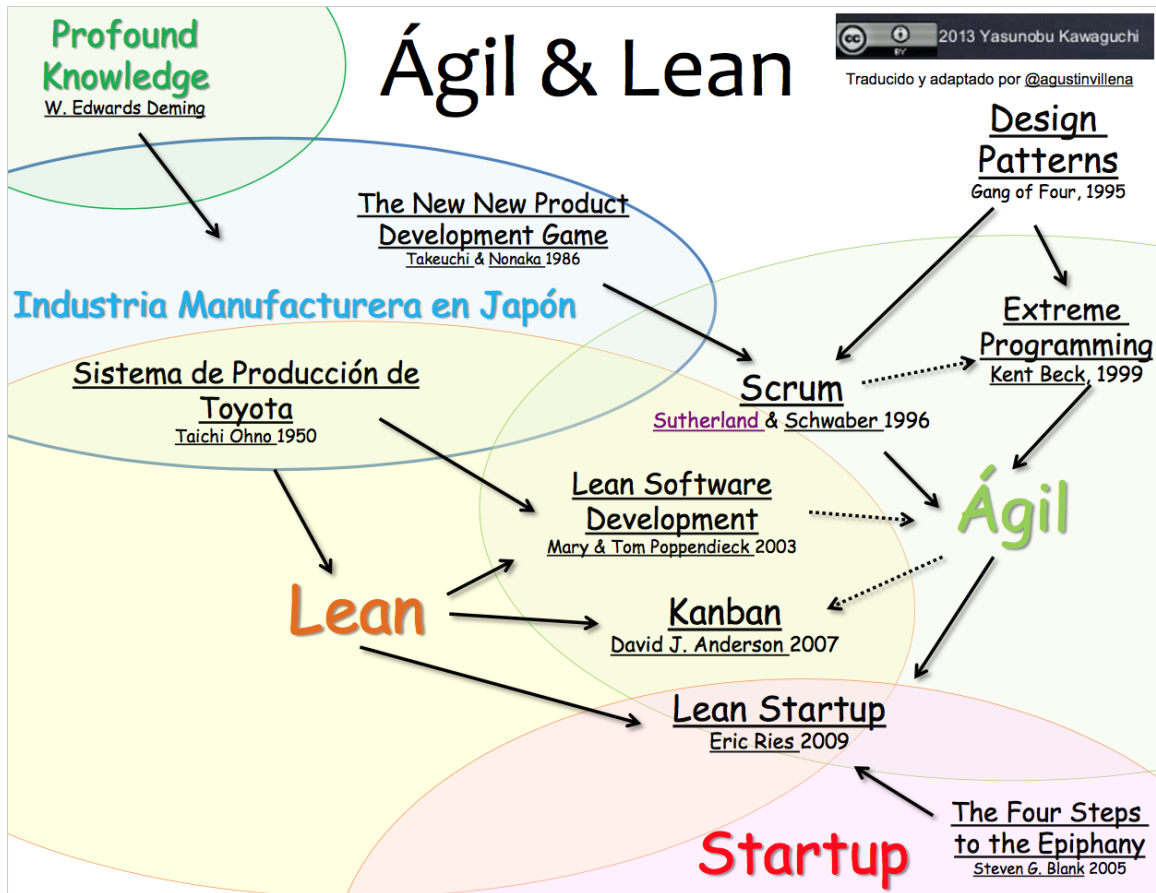 Profound
Knowledge
W. Edwards Deming
Ágil & Lean
cc BY 2013 Yasunobu Kawaguchi
Traducido y adaptado por @agustinvillena
Design
Patterns
Gang of Four, 1995
The New New Product
Development Game
Takeuchi & Nonaka 1986
Industria Manufacturera en Japón
Extreme
Programming
Kent Beck, 1999
Sistema de Producción de
Toyota
Taichi Ohno 1950
Scrum
Sutherland & Schwaber 1996
Lean Software
Development
Mary & Tom Poppendieck 2003
Ágil
Lean
Kanban
David J. Anderson 2007
Lean Startup
Eric Ries 2009
The Four Steps
to the Epiphany
Steven G. Blank 2005
Startup